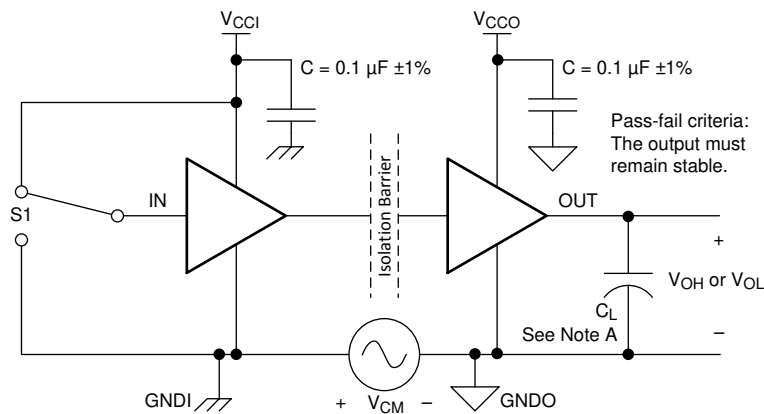 VCCI
VCCO
C = 0.1 µF ±1%
C = 0.1 µF ±1%
Pass-fail criteria:
The output must
remain stable.
S1
IN
Isolation Barrier
OUT
+
VOH or VOL
–
CL
See Note A
GNDI
+ VCM –
GNDO